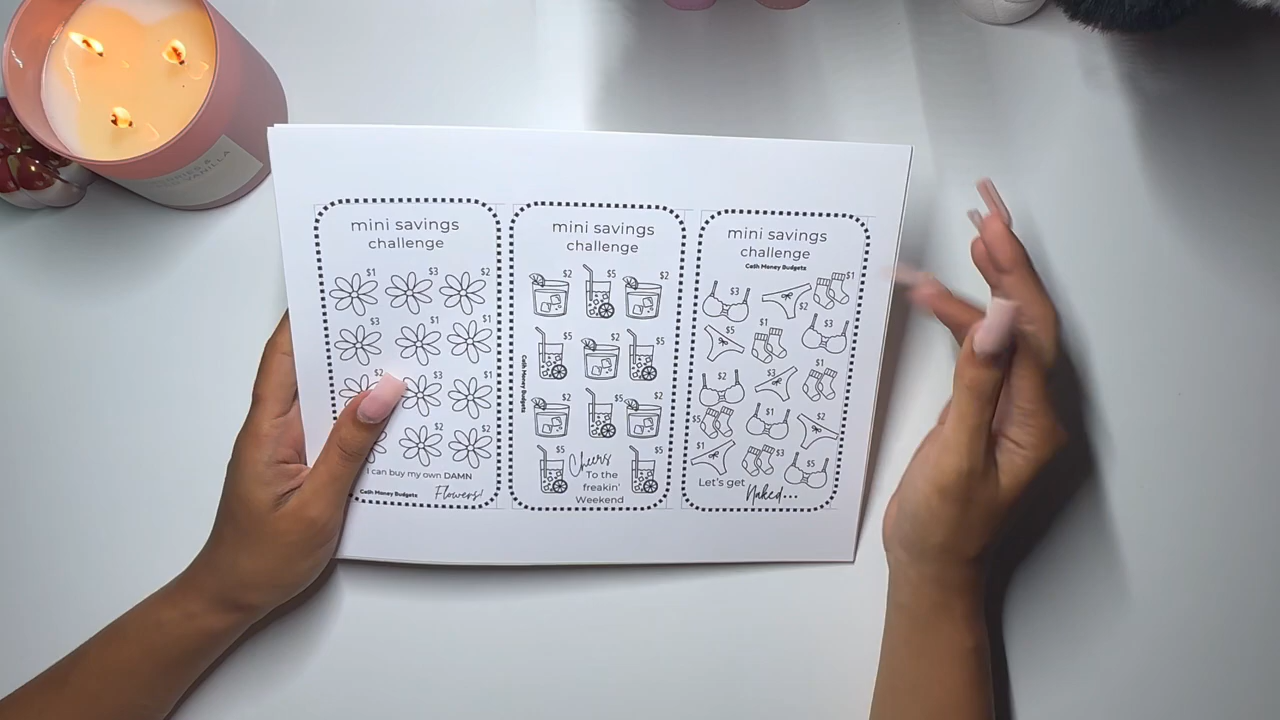 mini savings
challenge
$1 $3 $2
$3 $1 $1
$2 $3 $1
$2 $2
I can buy my own DAMN
Cash Money Budgets Flowers!
mini savings
challenge
$2 $5 $2
$5 $2 $5
$2 $5 $2
$5 $5
Cheers
To the
freakin'
Weekend
Cash Money Budgets
mini savings
challenge
Cash Money Budgets
$3 $2 $1
$5 $1 $3
$2 $3 $1
$5 $1 $2
$1 $3 $5
Let's get
Naked...
VANILLA